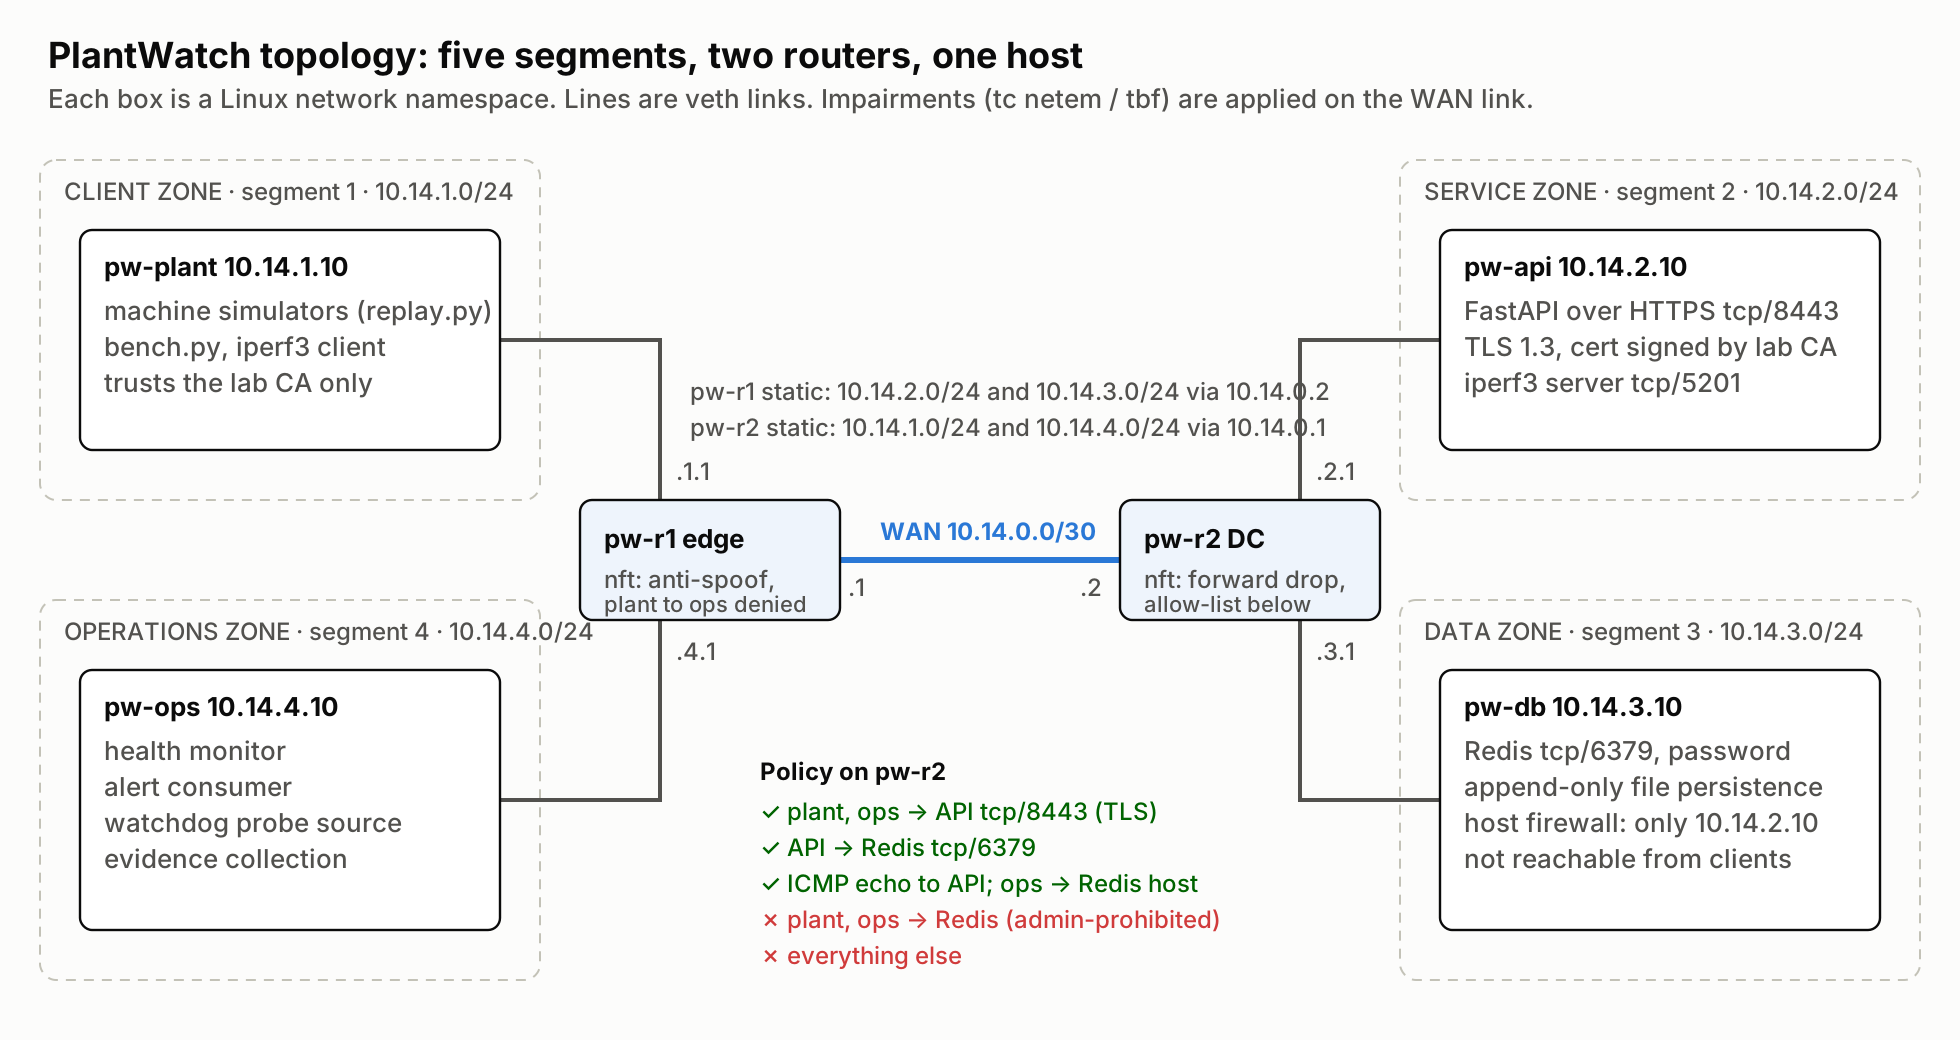 PlantWatch topology: five segments, two routers, one host
Each box is a Linux network namespace. Lines are veth links. Impairments (tc netem / tbf) are applied on the WAN link.
CLIENT ZONE · segment 1 · 10.14.1.0/24
pw-plant 10.14.1.10
machine simulators (replay.py)
bench.py, iperf3 client
trusts the lab CA only
SERVICE ZONE · segment 2 · 10.14.2.0/24
pw-api 10.14.2.10
FastAPI over HTTPS tcp/8443
TLS 1.3, cert signed by lab CA
iperf3 server tcp/5201
pw-r1 static: 10.14.2.0/24 and 10.14.3.0/24 via 10.14.0.2
pw-r2 static: 10.14.1.0/24 and 10.14.4.0/24 via 10.14.0.1
.1.1
.2.1
pw-r1 edge
nft: anti-spoof,
plant to ops denied
WAN 10.14.0.0/30
.1
.2
pw-r2 DC
nft: forward drop,
allow-list below
.4.1
.3.1
OPERATIONS ZONE · segment 4 · 10.14.4.0/24
pw-ops 10.14.4.10
health monitor
alert consumer
watchdog probe source
evidence collection
DATA ZONE · segment 3 · 10.14.3.0/24
pw-db 10.14.3.10
Redis tcp/6379, password
append-only file persistence
host firewall: only 10.14.2.10
not reachable from clients
Policy on pw-r2
✓ plant, ops → API tcp/8443 (TLS)
✓ API → Redis tcp/6379
✓ ICMP echo to API; ops → Redis host
× plant, ops → Redis (admin-prohibited)
× everything else